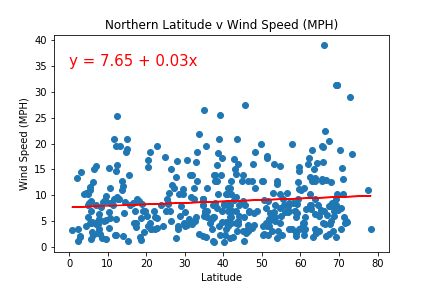 Northern Latitude v Wind Speed (MPH)
y = 7.65 + 0.03x
Wind Speed (MPH)
40
35
30
25
20
15
10
5
0
0 10 20 30 40 50 60 70 80
Latitude